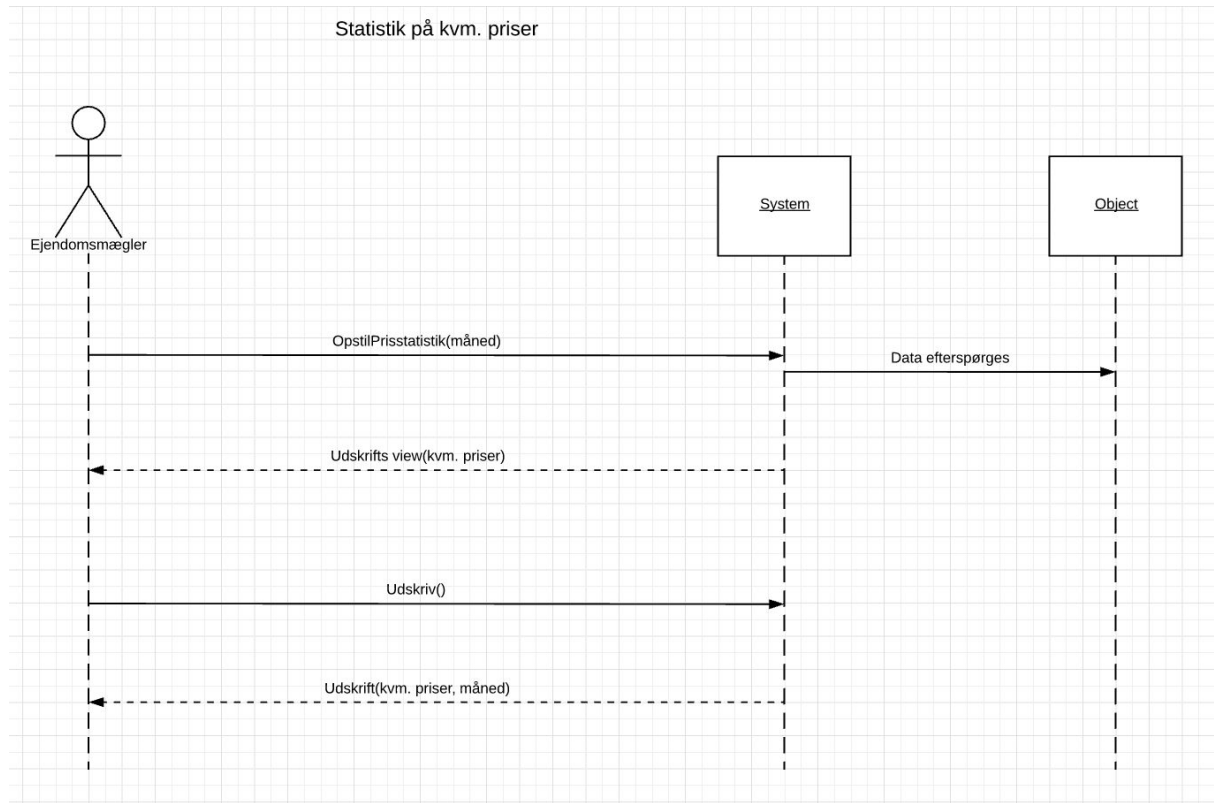 Statistik på kvm. priser
System
Object
Ejendomsmægler
OpstilPrisstatistik(måned)
Data efterspørges
Udskrifts view(kvm. priser)
Udskriv()
Udskrift(kvm. priser, måned)